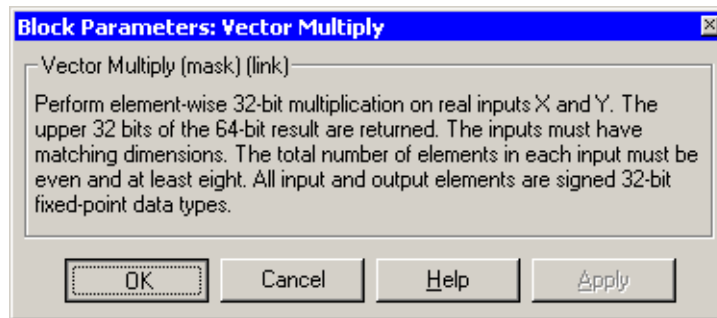 Block Parameters: Vector Multiply
Vector Multiply (mask) (link)
Perform element-wise 32-bit multiplication on real inputs X and Y. The
upper 32 bits of the 64-bit result are returned. The inputs must have
matching dimensions. The total number of elements in each input must be
even and at least eight. All input and output elements are signed 32-bit
fixed-point data types.
OK Cancel Help Apply